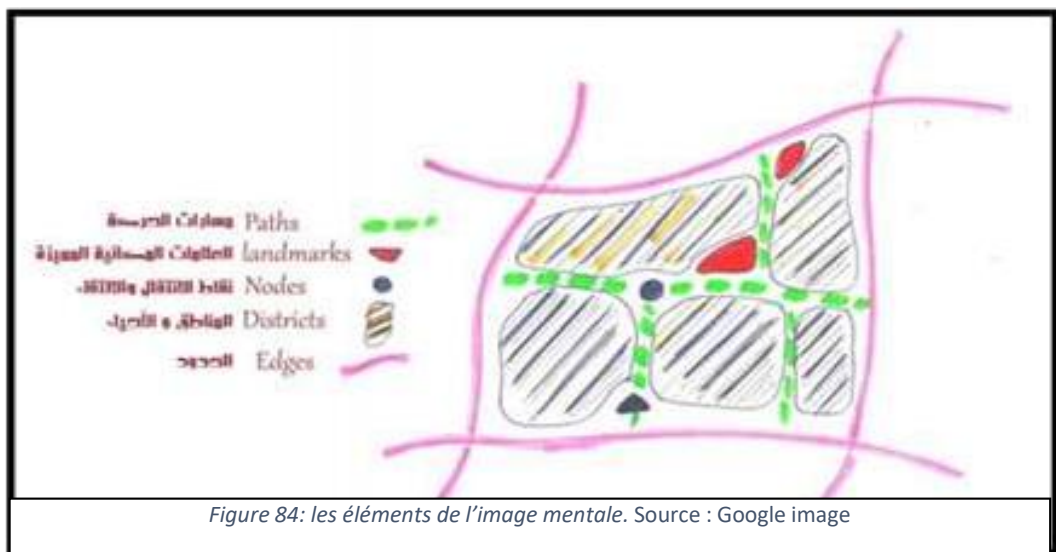 مسارات الحركة Paths
العلامات المكانية المميزة landmarks
نقاط الانتقال والالتقاء Nodes
المناطق و الأحياء Districts
الحدود Edges
Figure 84: les éléments de l’image mentale. Source : Google image